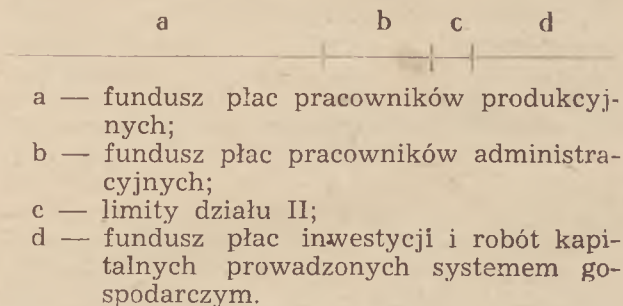 a b c d
a — fundusz płac pracowników produkcyj-
nych;
b — fundusz płac pracowników administra-
cyjnych;
c — limity działu II;
d — fundusz płac inwestycji i robót kapi-
talnych prowadzonych systemem go-
spodarczym.